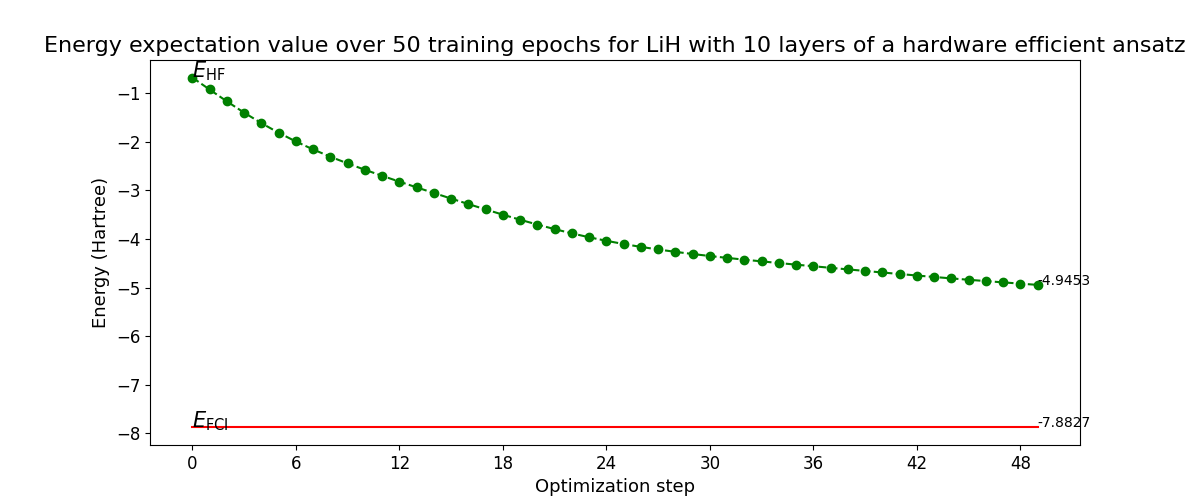 Energy expectation value over 50 training epochs for LiH with 10 layers of a hardware efficient ansatz
E_HF
−1
−2
−3
−4
−5
−6
−7
−8
Energy (Hartree)
-4.9453
E_FCI
-7.8827
0 6 12 18 24 30 36 42 48
Optimization step